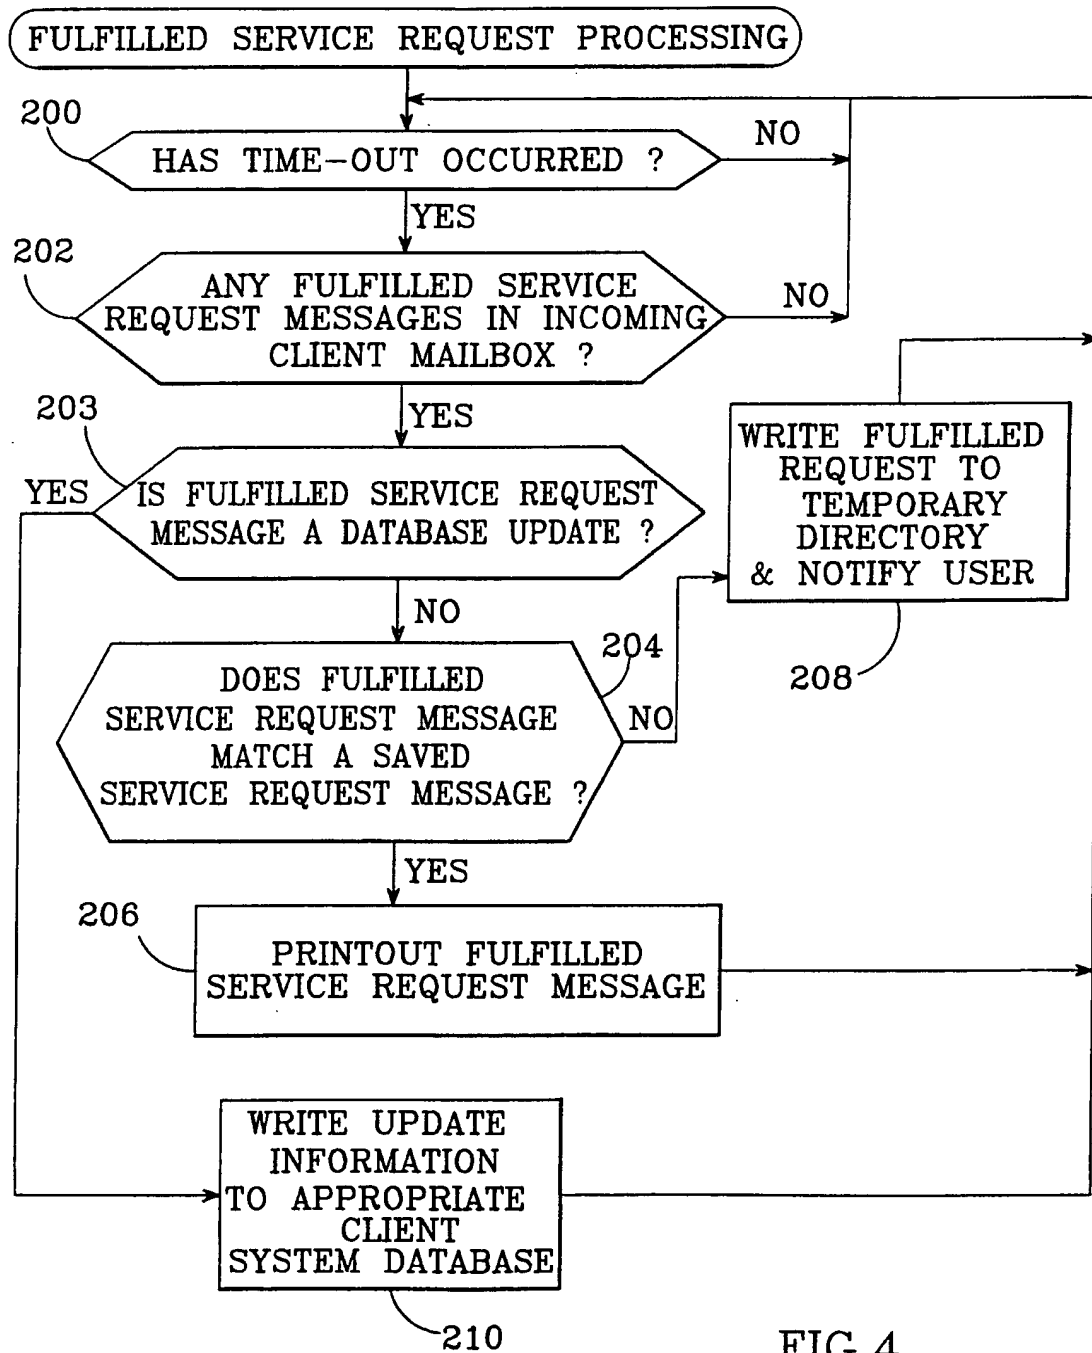 FULFILLED SERVICE REQUEST PROCESSING
200
HAS TIME-OUT OCCURRED ?
NO
YES
202
ANY FULFILLED SERVICE
REQUEST MESSAGES IN INCOMING
CLIENT MAILBOX ?
NO
YES
203
YES
IS FULFILLED SERVICE REQUEST
MESSAGE A DATABASE UPDATE ?
NO
WRITE FULFILLED
REQUEST TO
TEMPORARY
DIRECTORY
& NOTIFY USER
208
204
DOES FULFILLED
SERVICE REQUEST MESSAGE
MATCH A SAVED
SERVICE REQUEST MESSAGE ?
NO
YES
206
PRINTOUT FULFILLED
SERVICE REQUEST MESSAGE
WRITE UPDATE
INFORMATION
TO APPROPRIATE
CLIENT
SYSTEM DATABASE
210
FIG 4